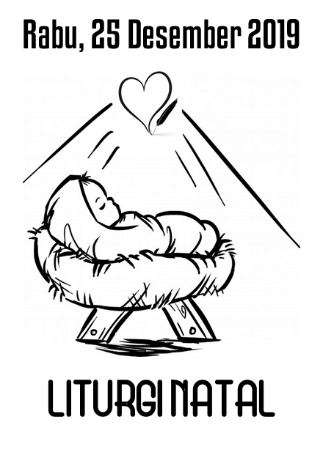 Rabu, 25 Desember 2019
LITURGI NATAL